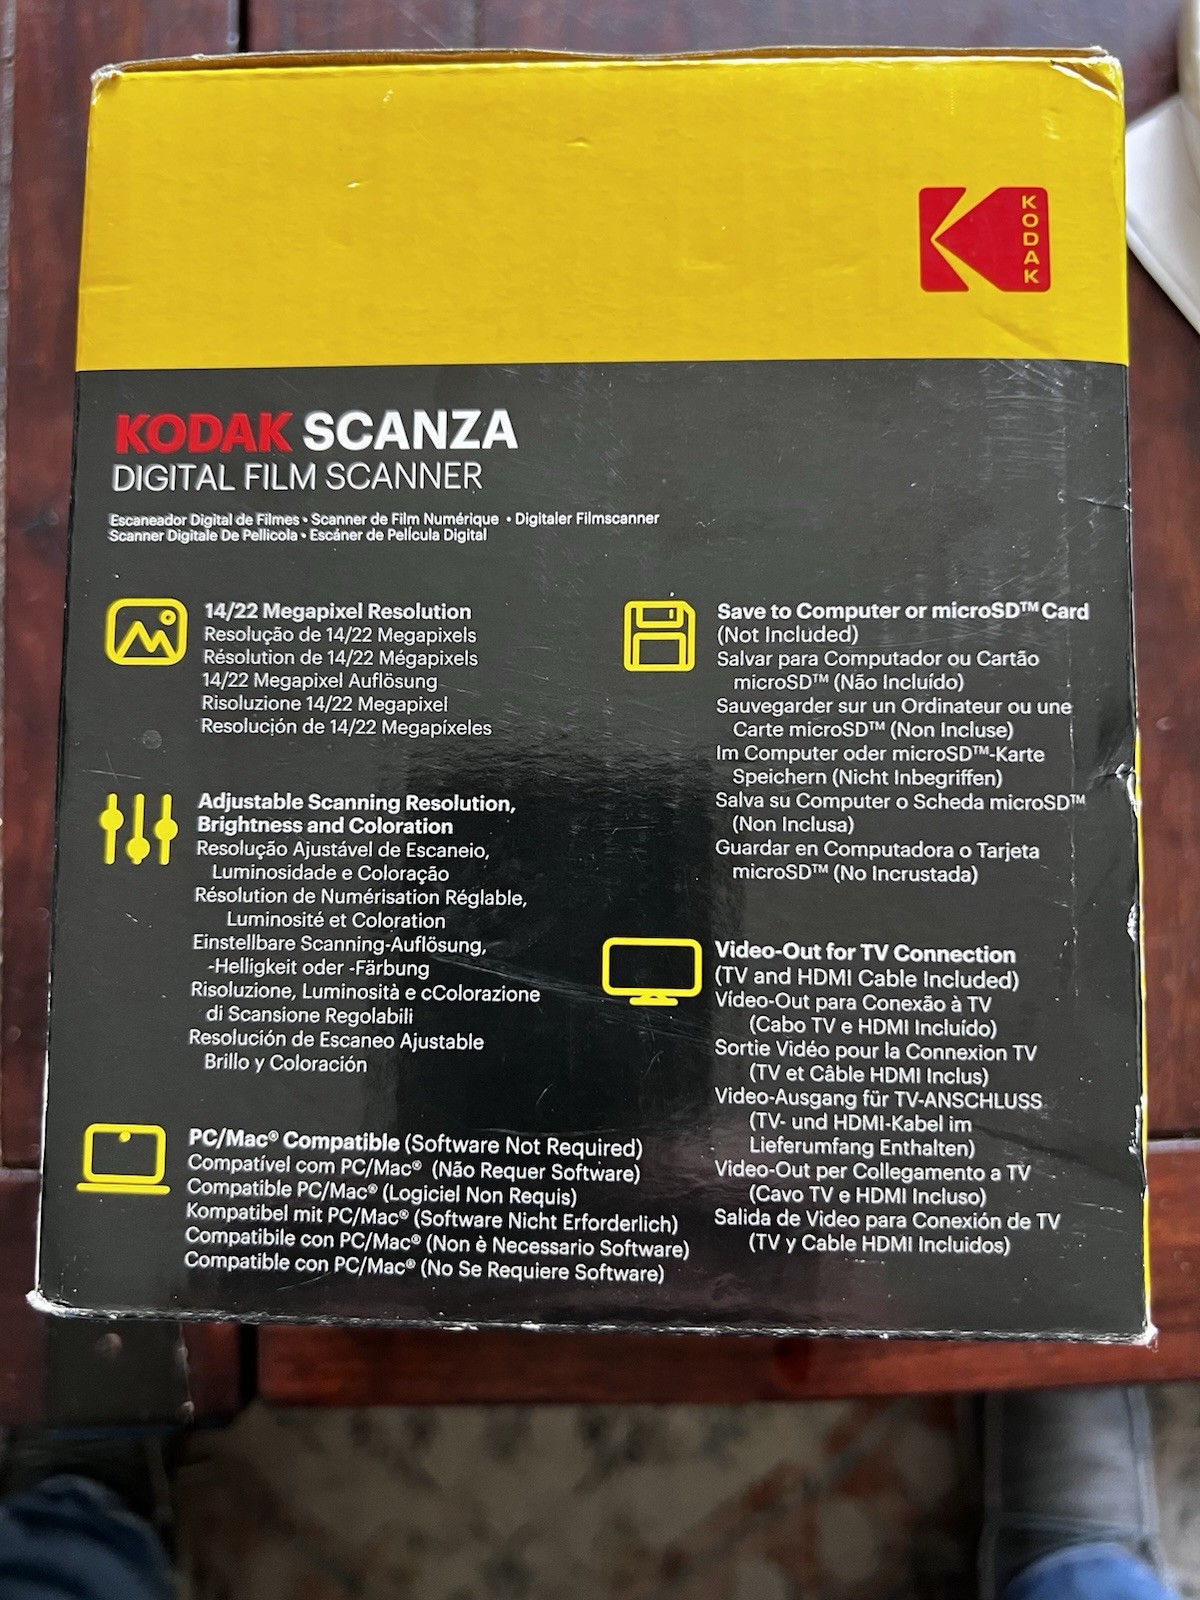 KODAK
KODAK SCANZA
DIGITAL FILM SCANNER
Escaneador Digital de Filmes • Scanner de Film Numérique • Digitaler Filmscanner
Scanner Digitale De Pellicola • Escáner de Película Digital
14/22 Megapixel Resolution
Resolução de 14/22 Megapixels
Résolution de 14/22 Mégapixels
14/22 Megapixel Auflösung
Risoluzione 14/22 Megapixel
Resolución de 14/22 Megapíxeles
Adjustable Scanning Resolution,
Brightness and Coloration
Resolução Ajustável de Escaneio,
Luminosidade e Coloração
Résolution de Numérisation Réglable,
Luminosité et Coloration
Einstellbare Scanning-Auflösung,
-Helligkeit oder -Färbung
Risoluzione, Luminosità e cColorazione
di Scansione Regolabili
Resolución de Escaneo Ajustable
Brillo y Coloración
PC/Mac® Compatible (Software Not Required)
Compatível com PC/Mac® (Não Requer Software)
Compatible PC/Mac® (Logiciel Non Requis)
Kompatibel mit PC/Mac® (Software Nicht Erforderlich)
Compatibile con PC/Mac® (Non è Necessario Software)
Compatible con PC/Mac® (No Se Requiere Software)
Save to Computer or microSD™ Card
(Not Included)
Salvar para Computador ou Cartão
microSD™ (Não Incluído)
Sauvegarder sur un Ordinateur ou une
Carte microSD™ (Non Incluse)
Im Computer oder microSD™-Karte
Speichern (Nicht Inbegriffen)
Salva su Computer o Scheda microSD™
(Non Inclusa)
Guardar en Computadora o Tarjeta
microSD™ (No Incrustada)
Video-Out for TV Connection
(TV and HDMI Cable Included)
Vídeo-Out para Conexão à TV
(Cabo TV e HDMI Incluído)
Sortie Vidéo pour la Connexion TV
(TV et Câble HDMI Inclus)
Video-Ausgang für TV-ANSCHLUSS
(TV- und HDMI-Kabel im
Lieferumfang Enthalten)
Video-Out per Collegamento a TV
(Cavo TV e HDMI Incluso)
Salida de Video para Conexión de TV
(TV y Cable HDMI Incluidos)